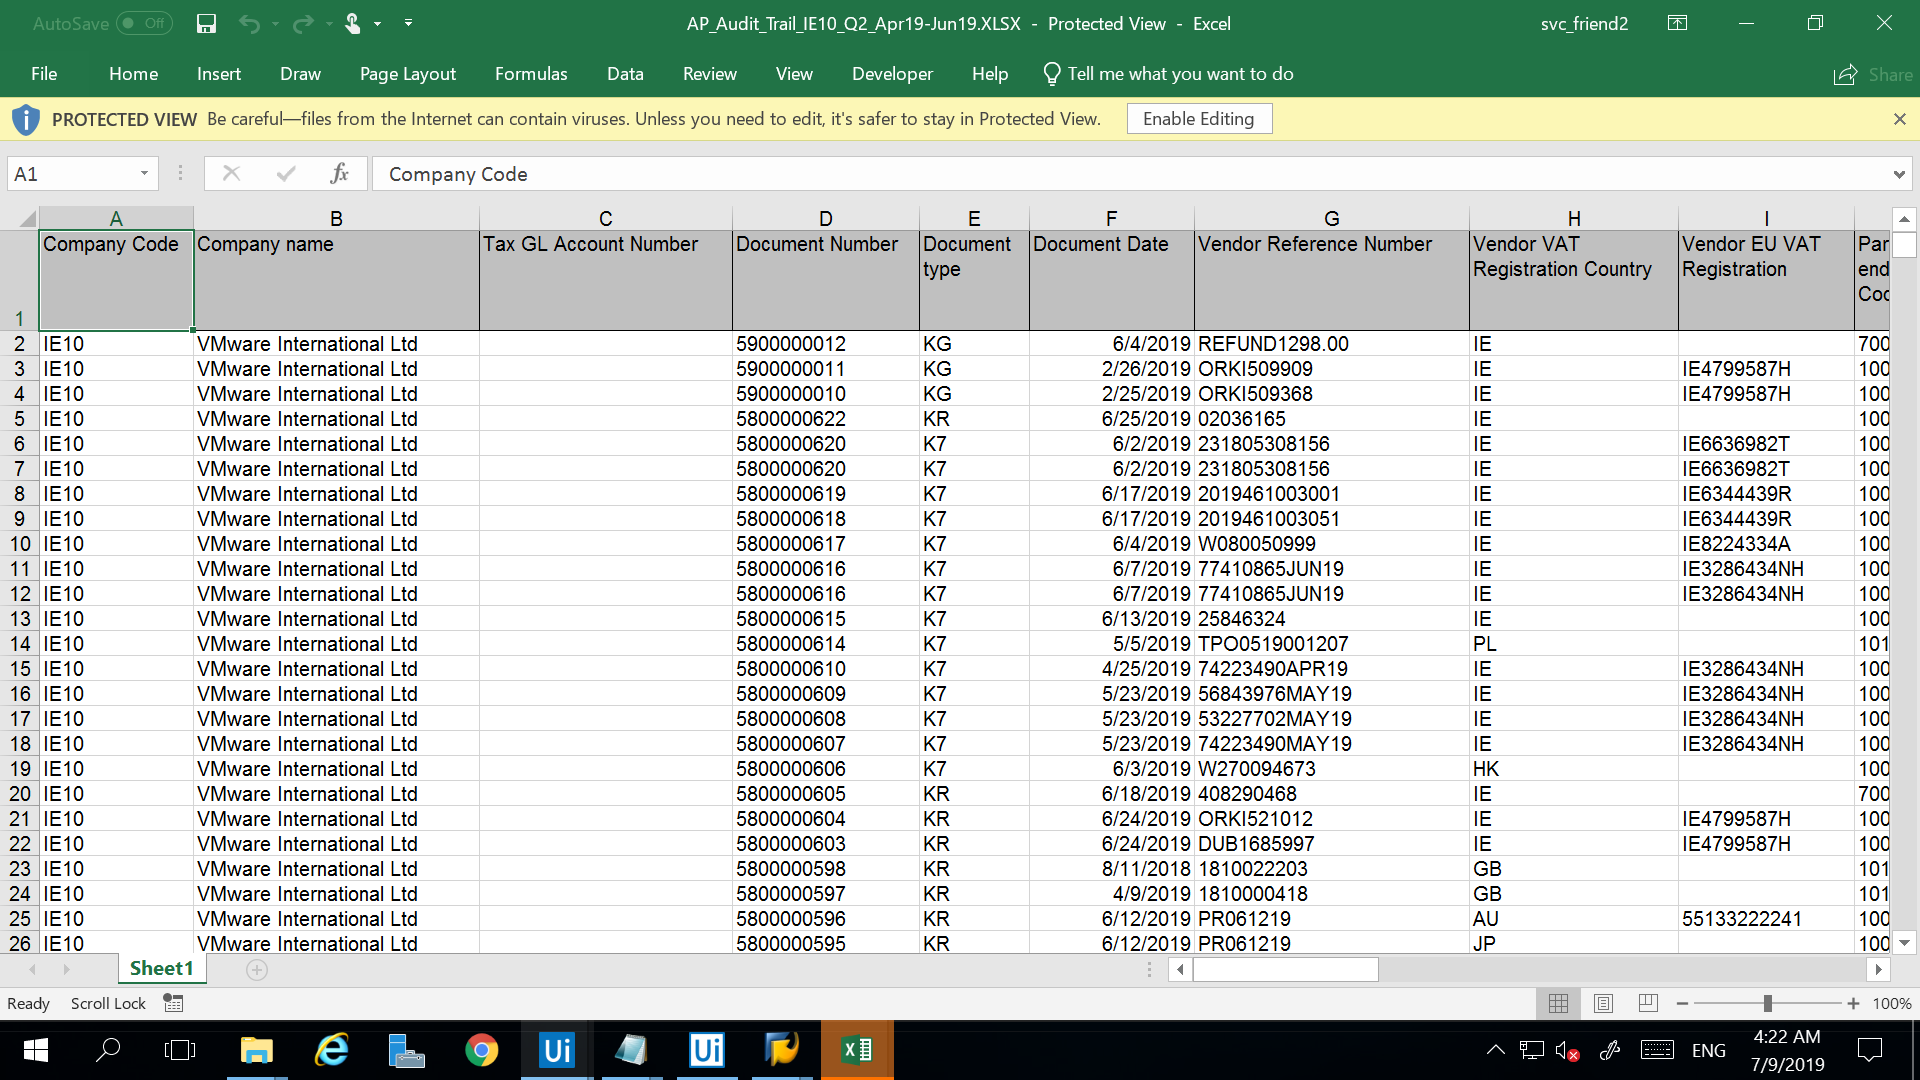 AutoSave Off AP_Audit_Trail_IE10_Q2_Apr19-Jun19.XLSX - Protected View - Excel svc_friend2
File Home Insert Draw Page Layout Formulas Data Review View Developer Help Tell me what you want to do Share
PROTECTED VIEW Be careful—files from the Internet can contain viruses. Unless you need to edit, it's safer to stay in Protected View. Enable Editing
A1 fx Company Code
A B C D E F G H I
Company Code Company name Tax GL Account Number Document Number Document Document Date Vendor Reference Number Vendor VAT Vendor EU VAT Par
type Registration Country Registration end
Coc
1
2 IE10 VMware International Ltd 5900000012 KG 6/4/2019 REFUND1298.00 IE 700
3 IE10 VMware International Ltd 5900000011 KG 2/26/2019 ORKI509909 IE IE4799587H 100
4 IE10 VMware International Ltd 5900000010 KG 2/25/2019 ORKI509368 IE IE4799587H 100
5 IE10 VMware International Ltd 5800000622 KR 6/25/2019 02036165 IE 100
6 IE10 VMware International Ltd 5800000620 K7 6/2/2019 231805308156 IE IE6636982T 100
7 IE10 VMware International Ltd 5800000620 K7 6/2/2019 231805308156 IE IE6636982T 100
8 IE10 VMware International Ltd 5800000619 K7 6/17/2019 2019461003001 IE IE6344439R 100
9 IE10 VMware International Ltd 5800000618 K7 6/17/2019 2019461003051 IE IE6344439R 100
10 IE10 VMware International Ltd 5800000617 K7 6/4/2019 W080050999 IE IE8224334A 100
11 IE10 VMware International Ltd 5800000616 K7 6/7/2019 77410865JUN19 IE IE3286434NH 100
12 IE10 VMware International Ltd 5800000616 K7 6/7/2019 77410865JUN19 IE IE3286434NH 100
13 IE10 VMware International Ltd 5800000615 K7 6/13/2019 25846324 IE 100
14 IE10 VMware International Ltd 5800000614 K7 5/5/2019 TPO0519001207 PL 101
15 IE10 VMware International Ltd 5800000610 K7 4/25/2019 74223490APR19 IE IE3286434NH 100
16 IE10 VMware International Ltd 5800000609 K7 5/23/2019 56843976MAY19 IE IE3286434NH 100
17 IE10 VMware International Ltd 5800000608 K7 5/23/2019 53227702MAY19 IE IE3286434NH 100
18 IE10 VMware International Ltd 5800000607 K7 5/23/2019 74223490MAY19 IE IE3286434NH 100
19 IE10 VMware International Ltd 5800000606 K7 6/3/2019 W270094673 HK 100
20 IE10 VMware International Ltd 5800000605 KR 6/18/2019 408290468 IE 700
21 IE10 VMware International Ltd 5800000604 KR 6/24/2019 ORKI521012 IE IE4799587H 100
22 IE10 VMware International Ltd 5800000603 KR 6/24/2019 DUB1685997 IE IE4799587H 100
23 IE10 VMware International Ltd 5800000598 KR 8/11/2018 1810022203 GB 101
24 IE10 VMware International Ltd 5800000597 KR 4/9/2019 1810000418 GB 101
25 IE10 VMware International Ltd 5800000596 KR 6/12/2019 PR061219 AU 55133222241 100
26 IE10 VMware International Ltd 5800000595 KR 6/12/2019 PR061219 JP 100
Sheet1
Ready Scroll Lock 100%
Ui Ui ENG 4:22 AM
7/9/2019